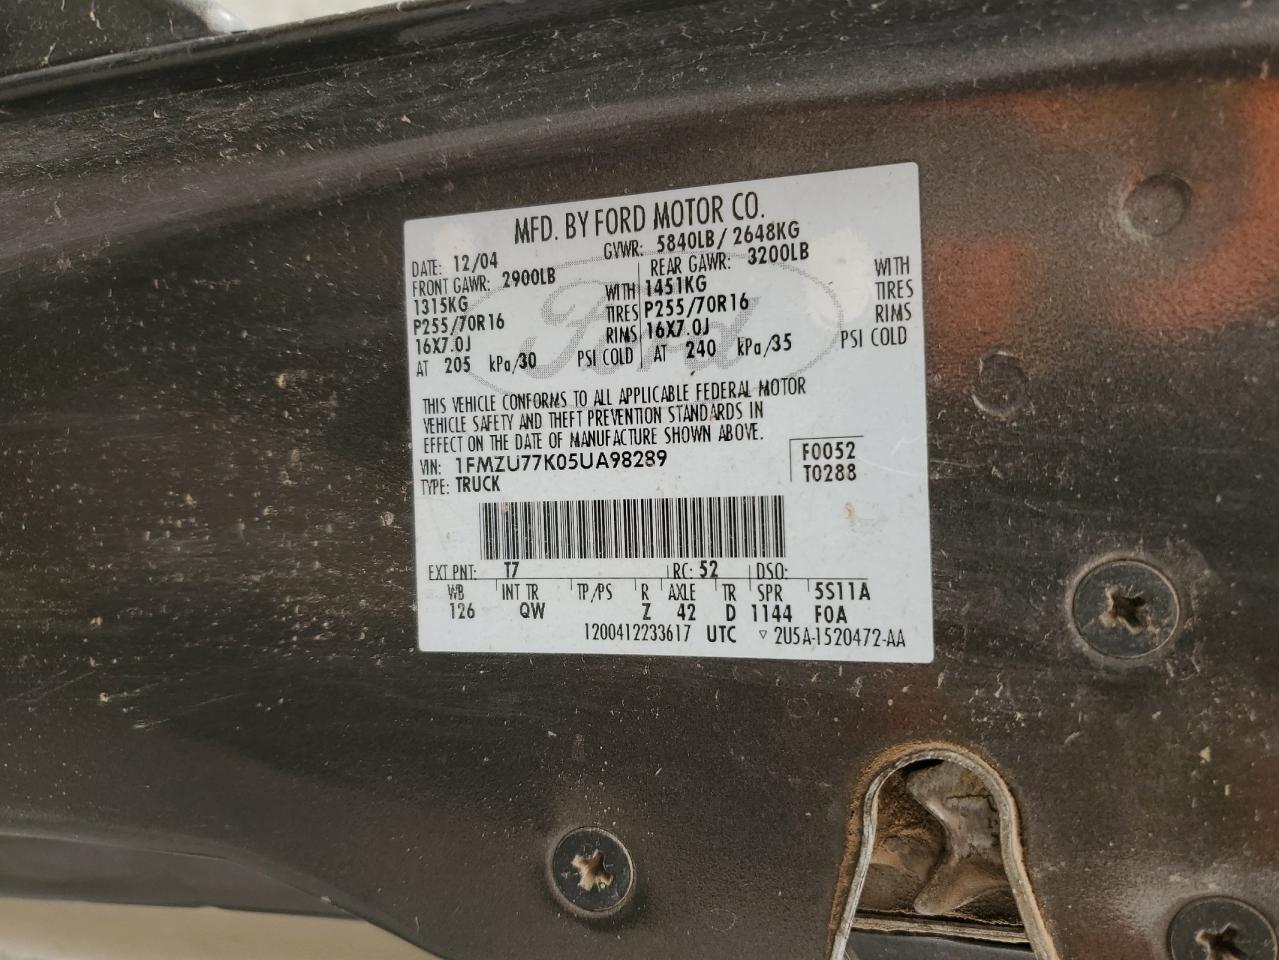 MFD. BY FORD MOTOR CO.
DATE: 12/04 GVWR: 5840LB/ 2648KG
FRONT GAWR: 2900LB REAR GAWR: 3200LB
1315KG WITH 1451KG WITH
P255/70R16 TIRES P255/70R16 TIRES
16X7.0J RIMS 16X7.0J RIMS
AT 205 kPa/30 PSI COLD AT 240 kPa/35 PSI COLD
Ford
THIS VEHICLE CONFORMS TO ALL APPLICABLE FEDERAL MOTOR
VEHICLE SAFETY AND THEFT PREVENTION STANDARDS IN
EFFECT ON THE DATE OF MANUFACTURE SHOWN ABOVE.
VIN: 1FMZU77K05UA98289 F0052
TYPE: TRUCK T0288
EXT PNT: T7 RC: 52 DSO:
WB INT TR TP/PS R AXLE TR SPR 5S11A
126 QW Z 42 D 1144 F0A
1200412233617 UTC ▽ 2U5A-1520472-AA